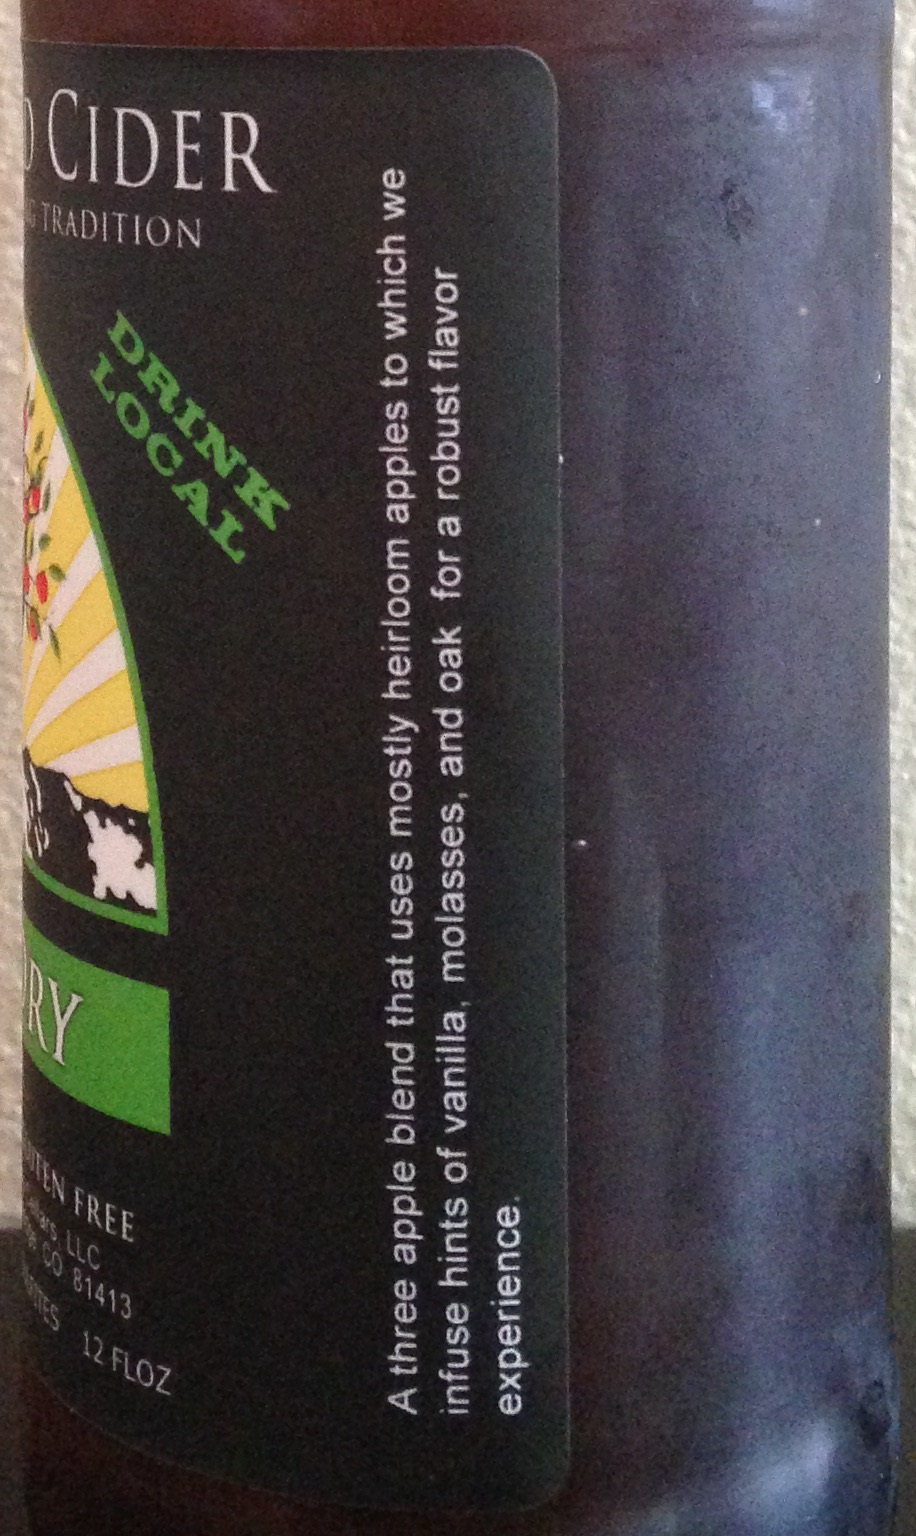 CIDER
TRADITION
DRINK
LOCAL
FREE
LLC
CO 81413
12 FLOZ
A three apple blend that uses mostly heirloom apples to which we
infuse hints of vanilla, molasses, and oak for a robust flavor
experience.